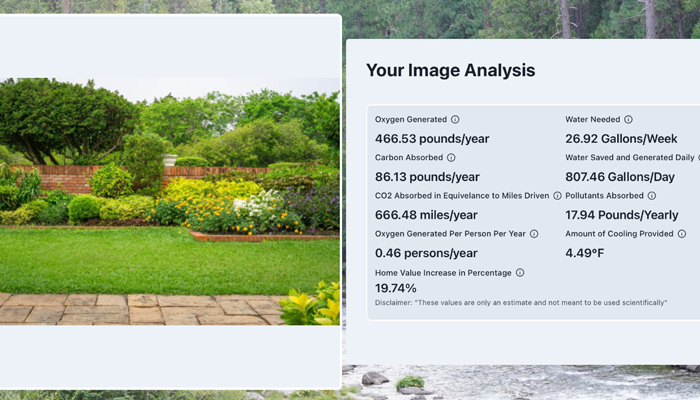 Your Image Analysis
Oxygen Generated
Water Needed
466.53 pounds/year
26.92 Gallons/Week
Carbon Absorbed
Water Saved and Generated Daily
86.13 pounds/year
807.46 Gallons/Day
CO2 Absorbed in Equivelance to Miles Driven
Pollutants Absorbed
666.48 miles/year
17.94 Pounds/Yearly
Oxygen Generated Per Person Per Year
Amount of Cooling Provided
0.46 persons/year
4.49°F
Home Value Increase in Percentage
19.74%
Disclaimer: "These values are only an estimate and not meant to be used scientifically"